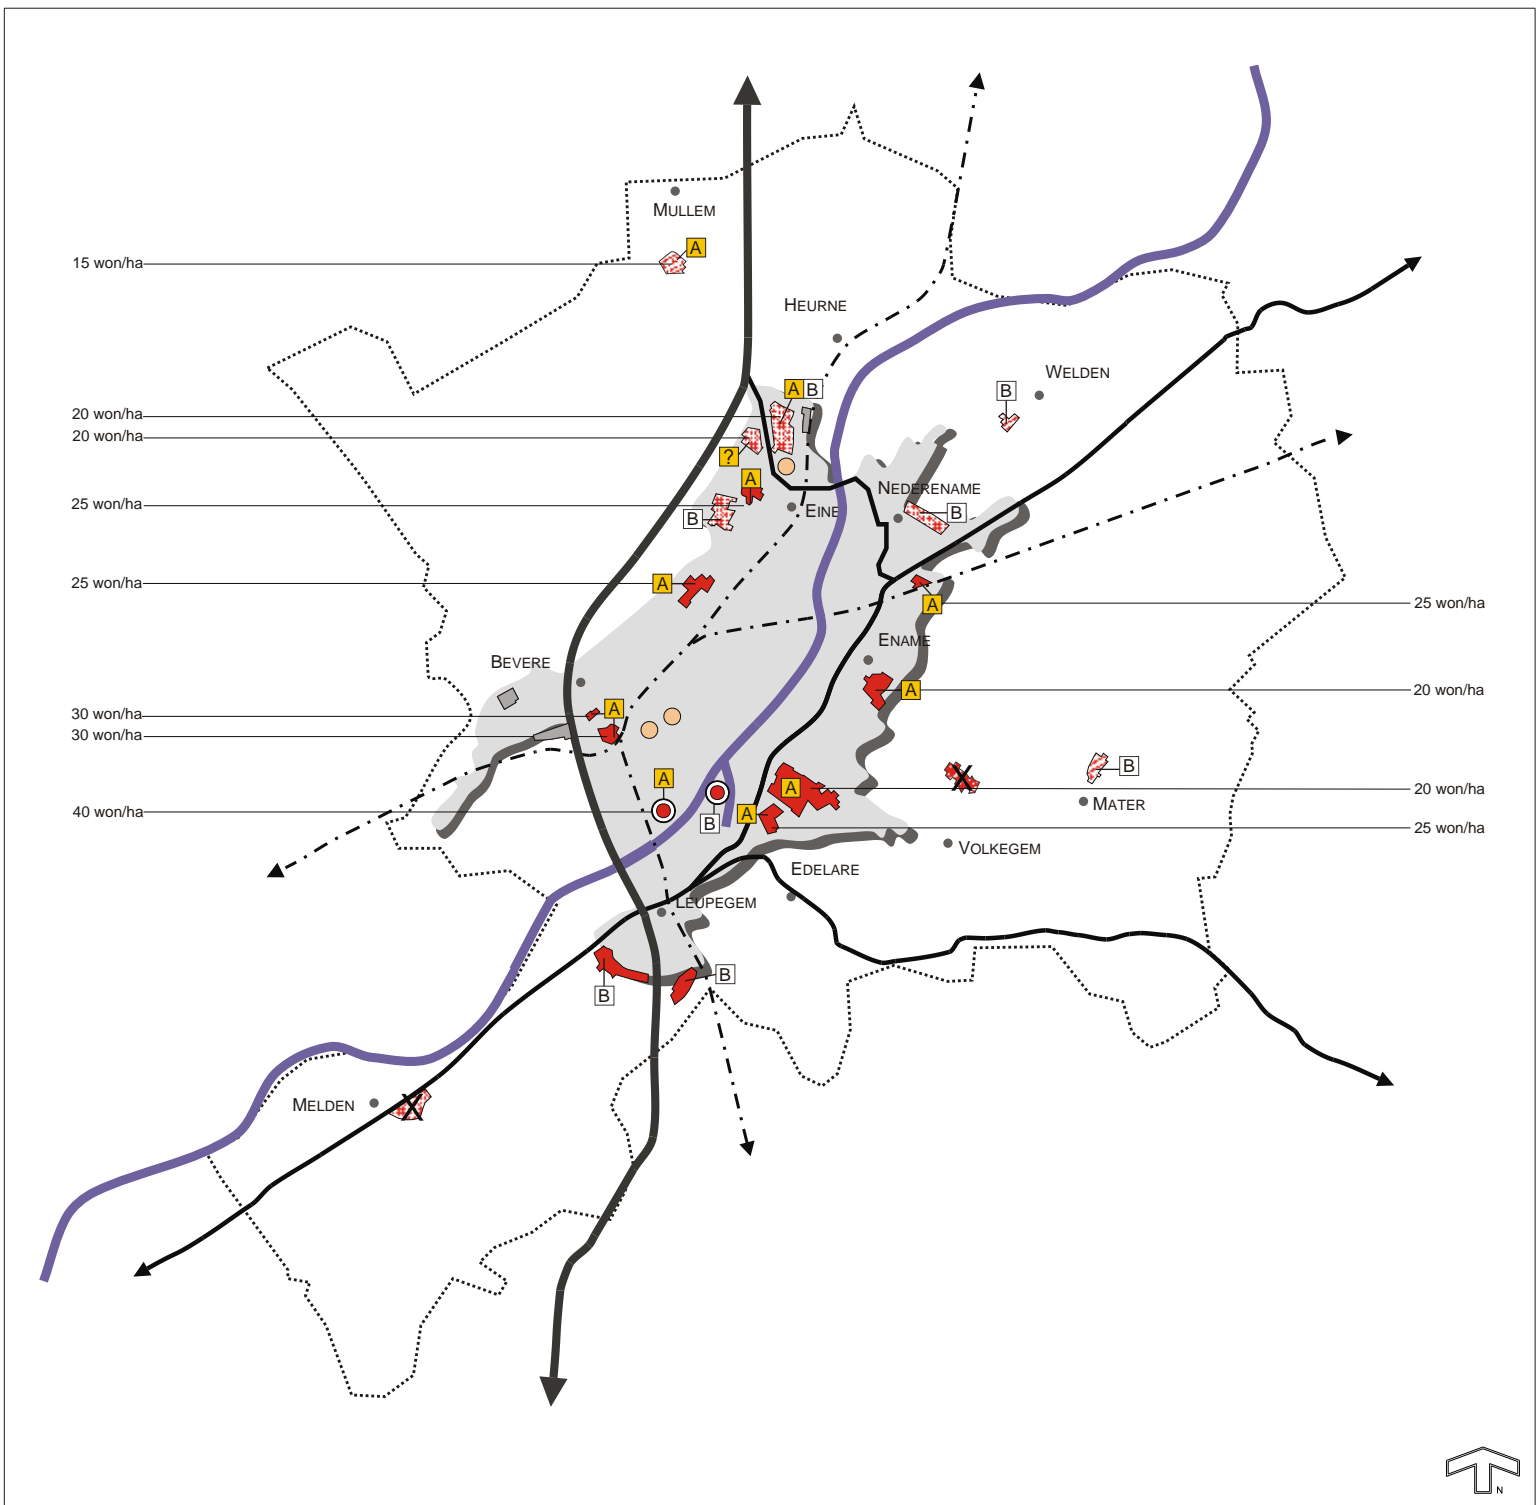 MULLEM
A
15 won/ha
HEURNE
WELDEN
A B
B
20 won/ha
20 won/ha
?
A
NEDERENAME
25 won/ha
EINE
B
B
25 won/ha
A
A
25 won/ha
ENAME
BEVERE
A
20 won/ha
30 won/ha
A
30 won/ha
B
X
A
A
20 won/ha
MATER
40 won/ha
A
B
25 won/ha
VOLKEGEM
EDELARE
LEUPEGEM
B
B
MELDEN
X
N